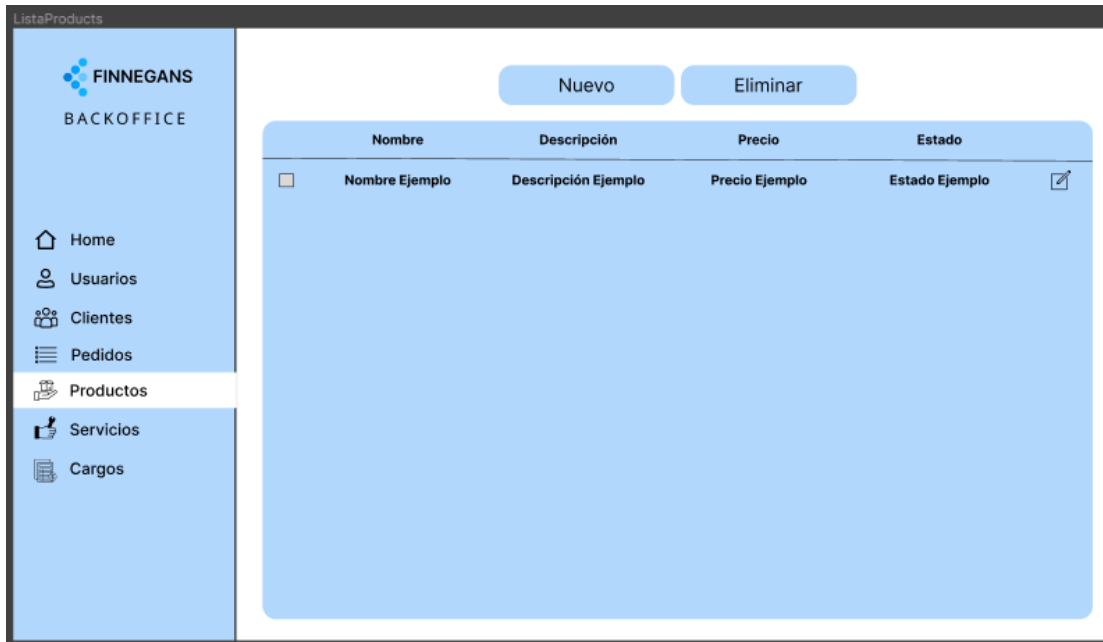 ListaProducts
FINNEGANS
BACKOFFICE
Home
Usuarios
Clientes
Pedidos
Productos
Servicios
Cargos
Nuevo Eliminar
Nombre Descripción Precio Estado
Nombre Ejemplo Descripción Ejemplo Precio Ejemplo Estado Ejemplo